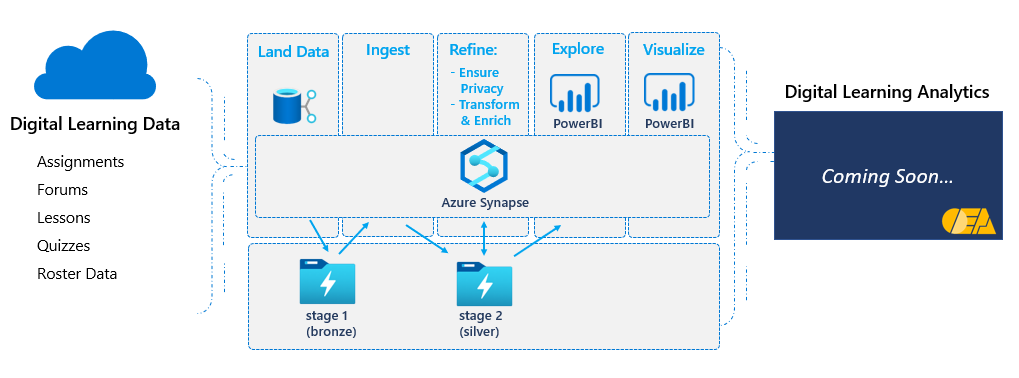 Digital Learning Data
Assignments
Forums
Lessons
Quizzes
Roster Data
Land Data
Ingest
Refine:
- Ensure
Privacy
- Transform
& Enrich
Explore
PowerBI
Visualize
PowerBI
Azure Synapse
stage 1
(bronze)
stage 2
(silver)
Digital Learning Analytics
Coming Soon...
OEA